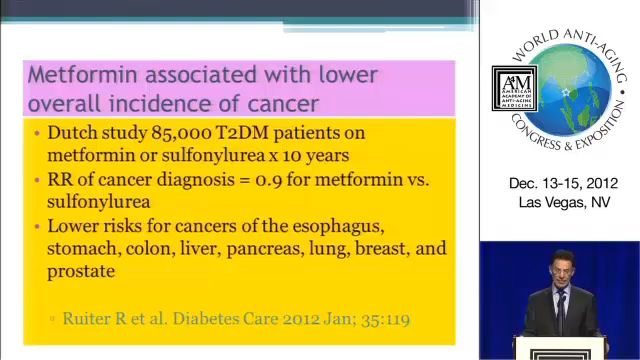 Metformin associated with lower
overall incidence of cancer
• Dutch study 85,000 T2DM patients on
metformin or sulfonylurea x 10 years
• RR of cancer diagnosis = 0.9 for metformin vs.
sulfonylurea
• Lower risks for cancers of the esophagus,
stomach, colon, liver, pancreas, lung, breast, and
prostate
▫ Ruiter R et al. Diabetes Care 2012 Jan; 35:119
WORLD ANTI-AGING
A4M
AMERICAN
ACADEMY OF
ANTI-AGING
MEDICINE
CONGRESS & EXPOSITION
Dec. 13-15, 2012
Las Vegas, NV